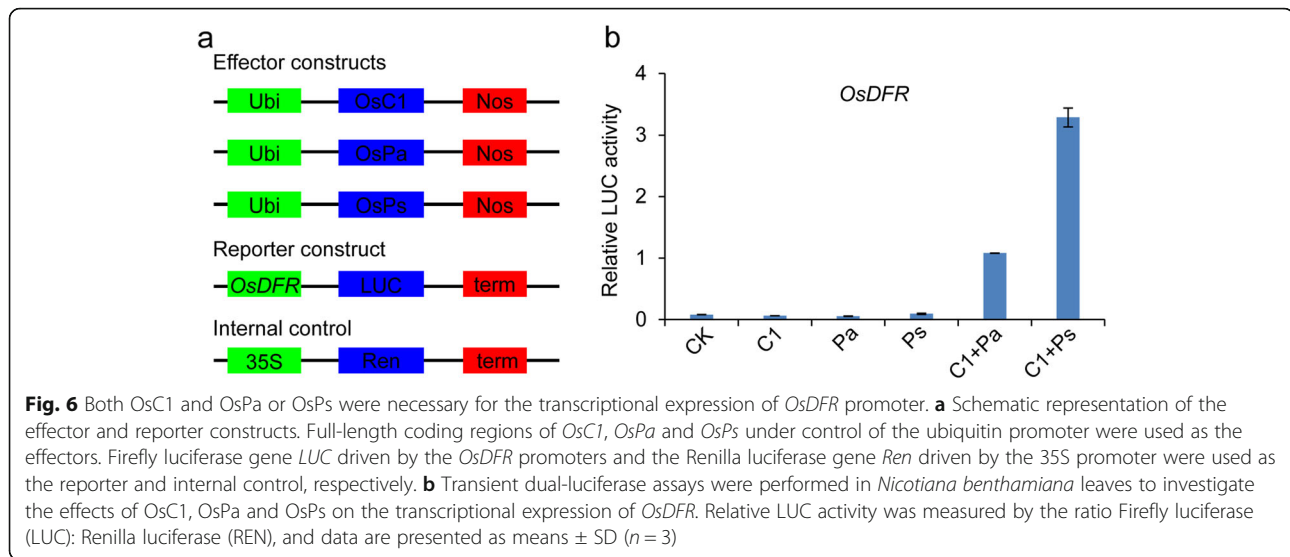 a
Effector constructs
Ubi OsC1 Nos
Ubi OsPa Nos
Ubi OsPs Nos
Reporter construct
OsDFR LUC term
Internal control
35S Ren term
b
OsDFR
Relative LUC activity
4
3
2
1
0
CK C1 Pa Ps C1+Pa C1+Ps
Fig. 6 Both OsC1 and OsPa or OsPs were necessary for the transcriptional expression of OsDFR promoter. a Schematic representation of the
effector and reporter constructs. Full-length coding regions of OsC1, OsPa and OsPs under control of the ubiquitin promoter were used as the
effectors. Firefly luciferase gene LUC driven by the OsDFR promoters and the Renilla luciferase gene Ren driven by the 35S promoter were used as
the reporter and internal control, respectively. b Transient dual-luciferase assays were performed in Nicotiana benthamiana leaves to investigate
the effects of OsC1, OsPa and OsPs on the transcriptional expression of OsDFR. Relative LUC activity was measured by the ratio Firefly luciferase
(LUC): Renilla luciferase (REN), and data are presented as means ± SD (n = 3)